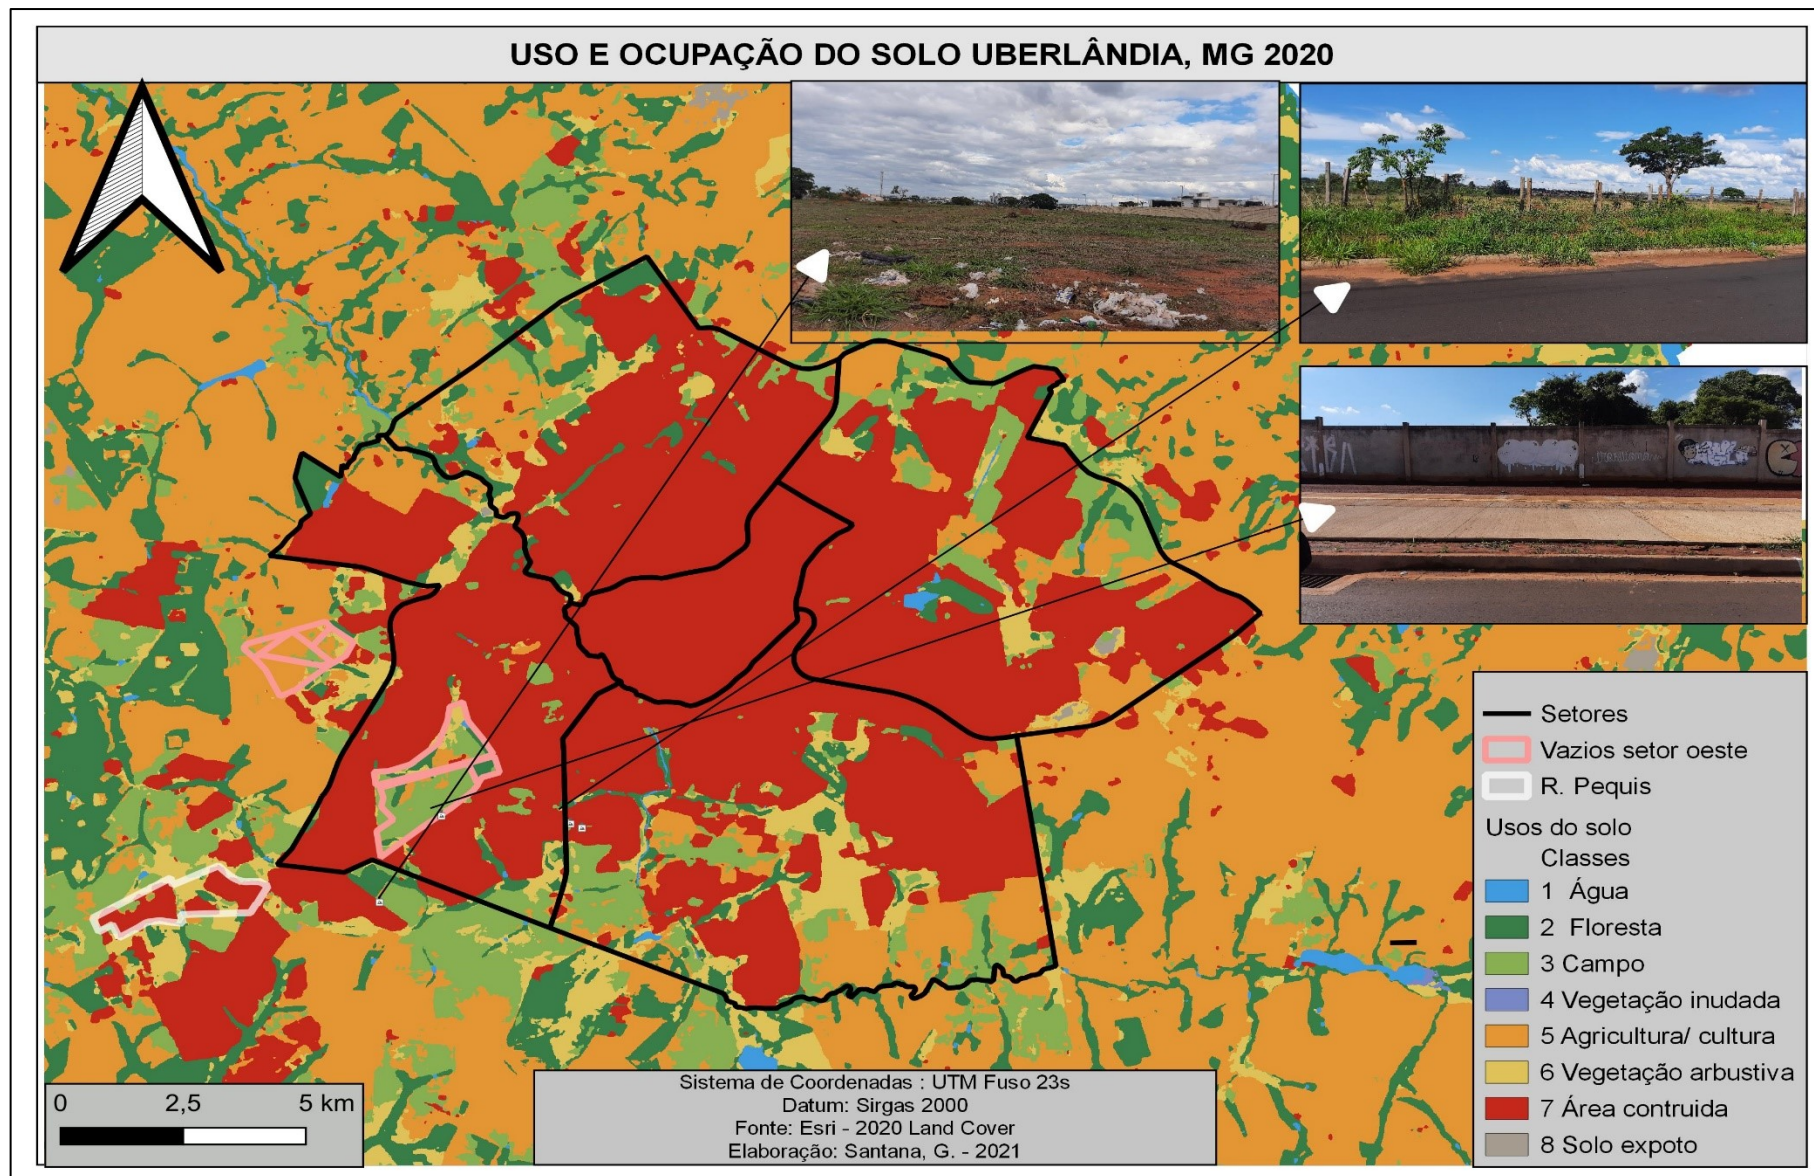 USO E OCUPAÇÃO DO SOLO UBERLÂNDIA, MG 2020
Setores
Vazios setor oeste
R. Pequis
Usos do solo
Classes
1 Água
2 Floresta
3 Campo
4 Vegetação inudada
5 Agricultura/ cultura
6 Vegetação arbustiva
7 Área contruida
8 Solo expoto
0 2,5 5 km
Sistema de Coordenadas : UTM Fuso 23s
Datum: Sirgas 2000
Fonte: Esri - 2020 Land Cover
Elaboração: Santana, G. - 2021